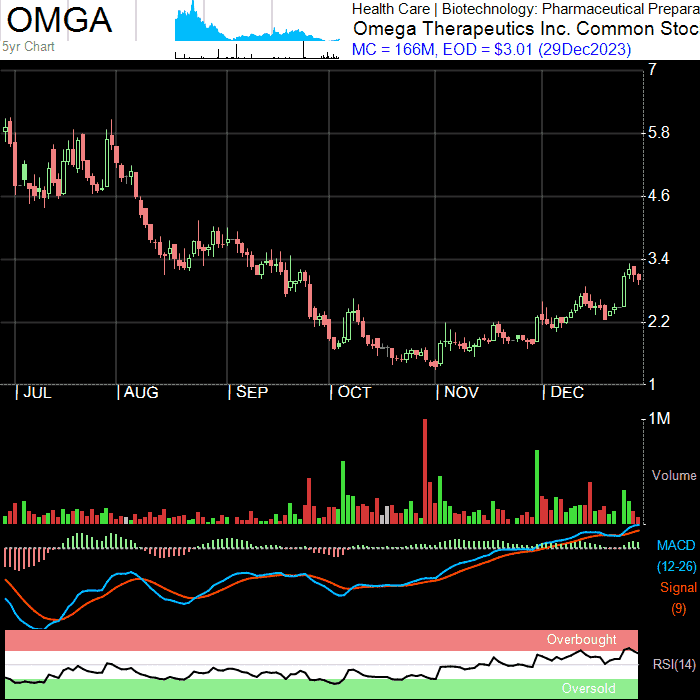 OMGA
Health Care | Biotechnology: Pharmaceutical Prepara
Omega Therapeutics Inc. Common Stoc
5yr Chart
MC = 166M, EOD = $3.01 (29Dec2023)
7
5.8
4.6
3.4
2.2
1
| JUL | AUG | SEP | OCT | NOV | DEC
1M
Volume
MACD
(12-26)
Signal
(9)
Overbought
RSI(14)
Oversold